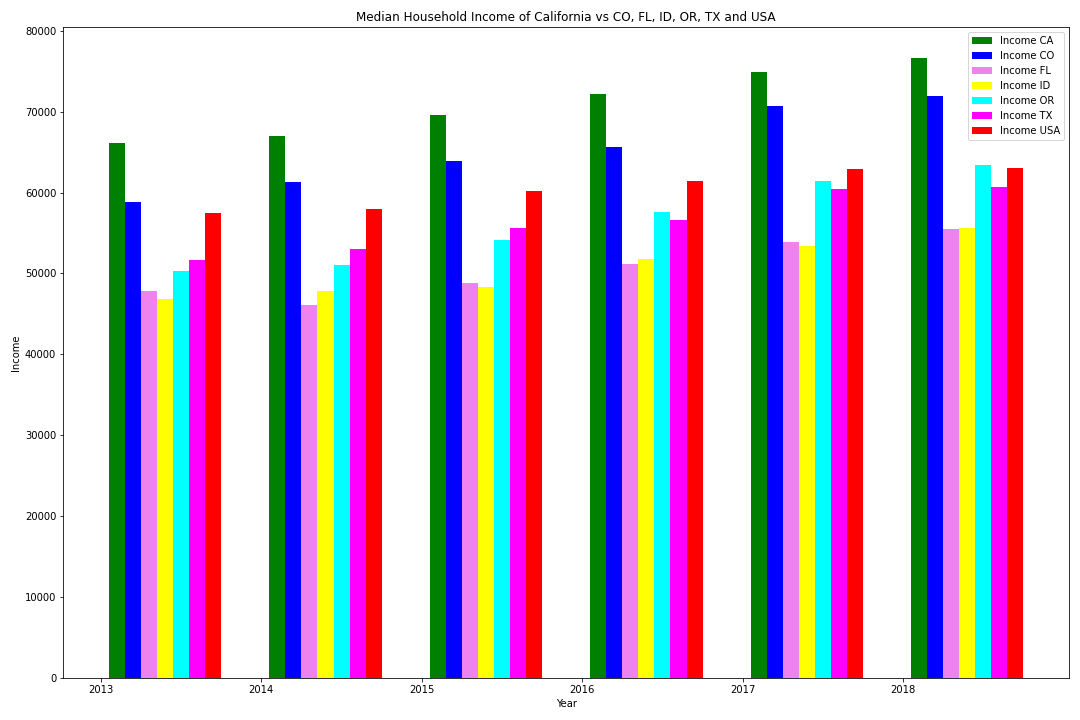 Median Household Income of California vs CO, FL, ID, OR, TX and USA
Income
80000
70000
60000
50000
40000
30000
20000
10000
0
Income CA
Income CO
Income FL
Income ID
Income OR
Income TX
Income USA
2013 2014 2015 2016 2017 2018
Year